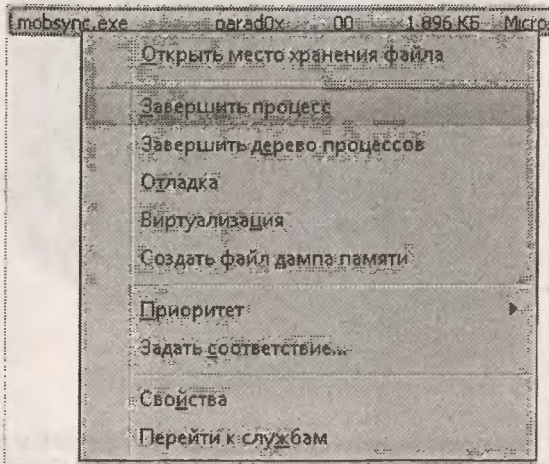 mobsync.exe parad0x 00 1 896 КБ Micro
Открыть место хранения файла
Завершить процесс
Завершить дерево процессов
Отладка
Виртуализация
Создать файл дампа памяти
Приоритет
Задать соответствие...
Свойства
Перейти к службам